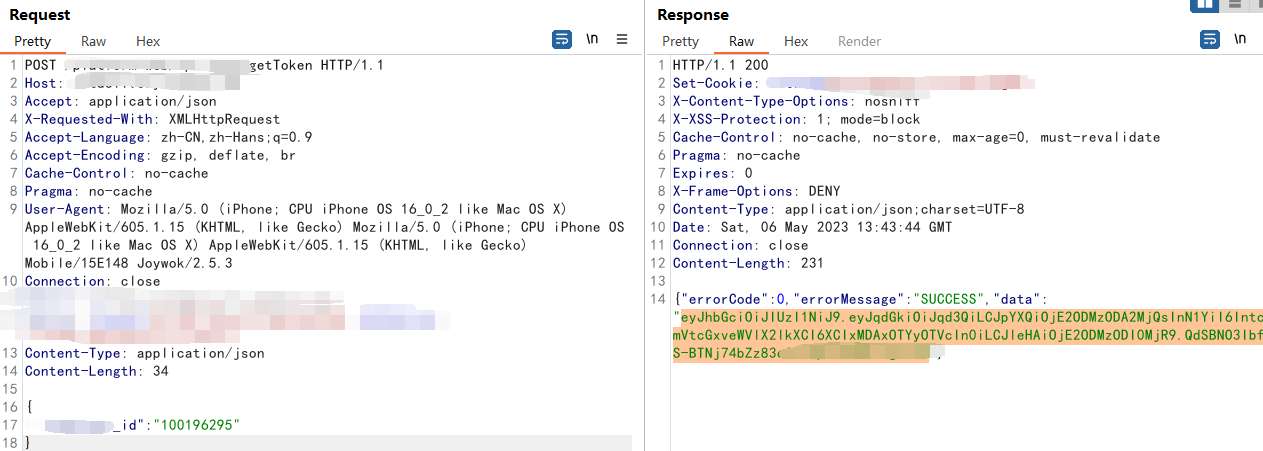 Request
Pretty Raw Hex
\n
1 POST getToken HTTP/1.1
2 Host:
3 Accept: application/json
4 X-Requested-With: XMLHttpRequest
5 Accept-Language: zh-CN,zh-Hans;q=0.9
6 Accept-Encoding: gzip, deflate, br
7 Cache-Control: no-cache
8 Pragma: no-cache
9 User-Agent: Mozilla/5.0 (iPhone; CPU iPhone OS 16_0_2 like Mac OS X)
AppleWebKit/605.1.15 (KHTML, like Gecko) Mozilla/5.0 (iPhone; CPU iPhone OS
16_0_2 like Mac OS X) AppleWebKit/605.1.15 (KHTML, like Gecko)
Mobile/15E148 Joywok/2.5.3
10 Connection: close
13 Content-Type: application/json
14 Content-Length: 34
15
16 {
17 _id":"100196295"
18 }
Response
Pretty Raw Hex Render
\n
1 HTTP/1.1 200
2 Set-Cookie:
3 X-Content-Type-Options: nosniff
4 X-XSS-Protection: 1; mode=block
5 Cache-Control: no-cache, no-store, max-age=0, must-revalidate
6 Pragma: no-cache
7 Expires: 0
8 X-Frame-Options: DENY
9 Content-Type: application/json;charset=UTF-8
10 Date: Sat, 06 May 2023 13:43:44 GMT
11 Connection: close
12 Content-Length: 231
13
14 {"errorCode":0,"errorMessage":"SUCCESS","data":
"eyJhbGciOiJIUzI1NiJ9.eyJqdGkiOiJqd3QiLCJpYXQiOjE2ODMzODA2MjQsInN1YiI6Intc
mVtcGxveWVlX2lkXCI6XCIxMDAxOTYyOTVcIn0iLCJleHAiOjE2ODMzODI0MjR9.QdSBNO3lbf
S-BTNj74bZz83